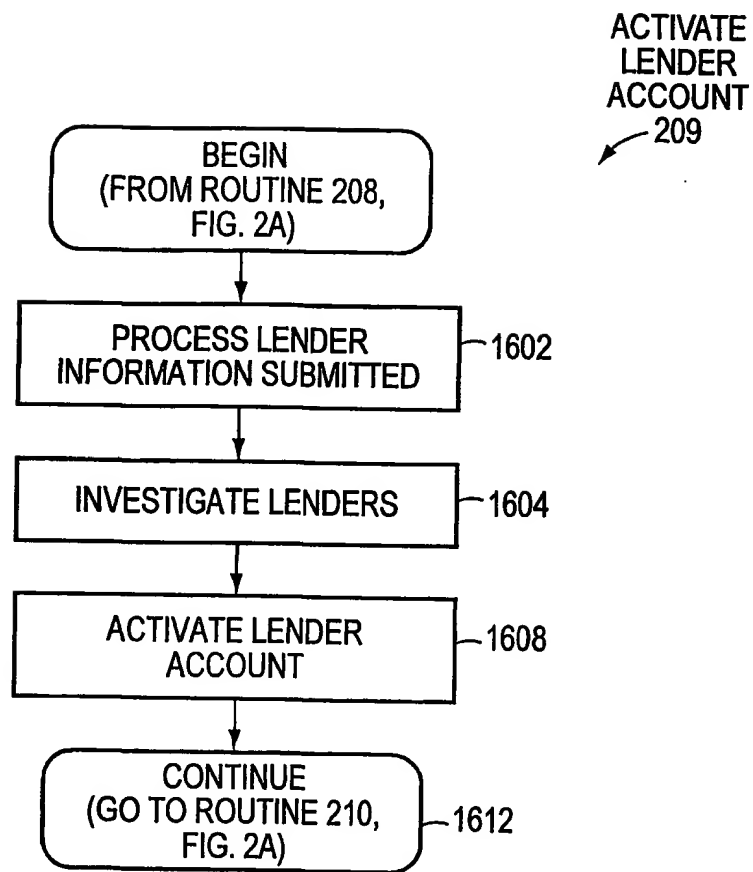 ACTIVATE
LENDER
ACCOUNT
209
BEGIN
(FROM ROUTINE 208,
FIG. 2A)
PROCESS LENDER
INFORMATION SUBMITTED
1602
INVESTIGATE LENDERS
1604
ACTIVATE LENDER
ACCOUNT
1608
CONTINUE
(GO TO ROUTINE 210,
FIG. 2A)
1612